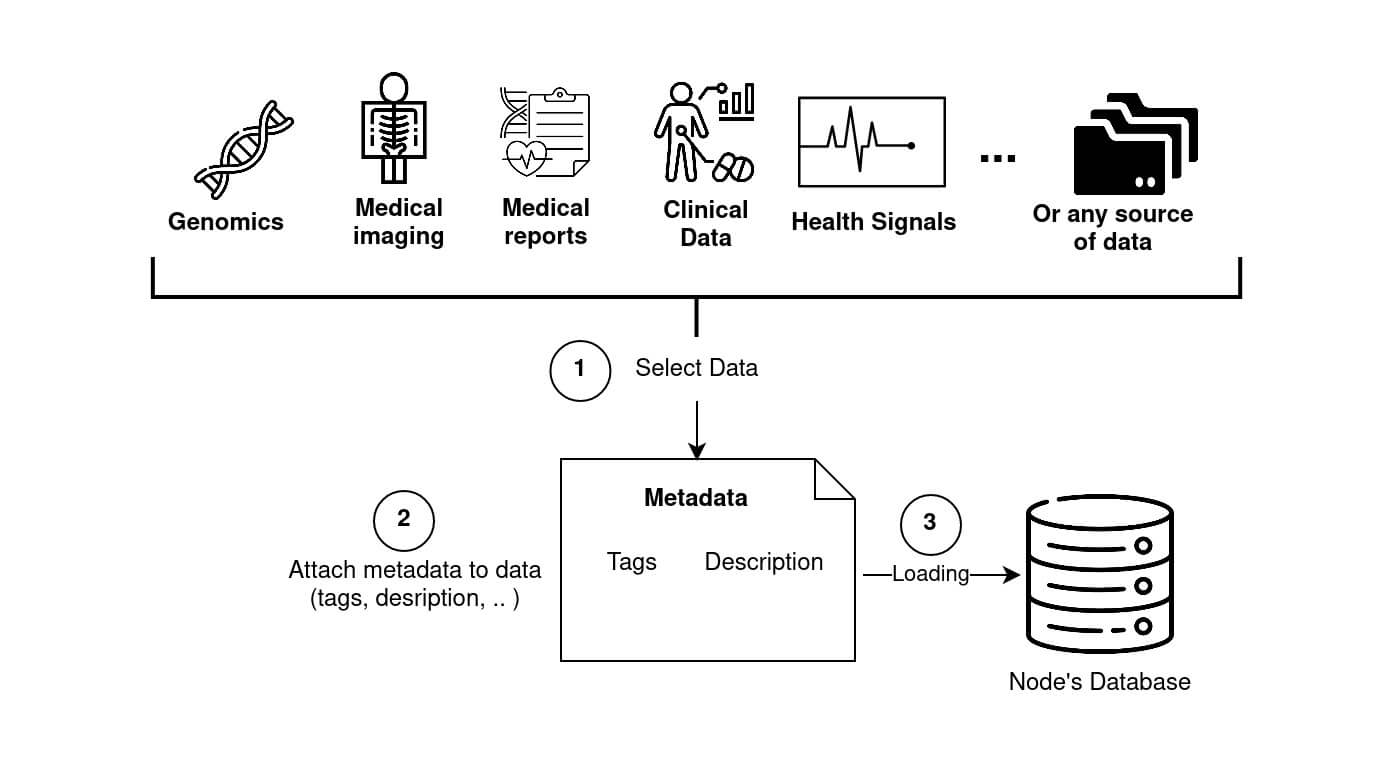 Genomics
Medical
imaging
Medical
reports
Clinical
Data
Health Signals
...
Or any source
of data
1
Select Data
2
Attach metadata to data
(tags, desription, .. )
Metadata
Tags
Description
3
Loading
Node's Database